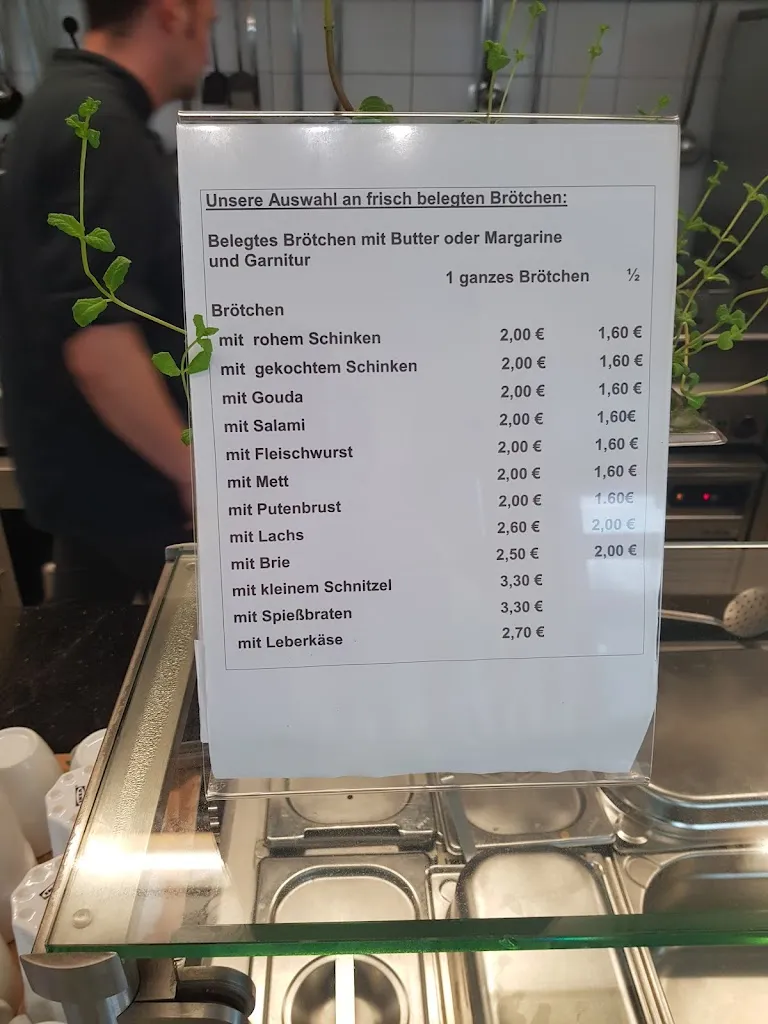 Unsere Auswahl an frisch belegten Brötchen:
Belegtes Brötchen mit Butter oder Margarine
und Garnitur
1 ganzes Brötchen ½
Brötchen
mit rohem Schinken 2,00 € 1,60 €
mit gekochtem Schinken 2,00 € 1,60 €
mit Gouda 2,00 € 1,60 €
mit Salami 2,00 € 1,60€
mit Fleischwurst 2,00 € 1,60 €
mit Mett 2,00 € 1,60 €
mit Putenbrust 2,00 € 1.60€
mit Lachs 2,60 € 2,00 €
mit Brie 2,50 € 2,00 €
mit kleinem Schnitzel 3,30 €
mit Spießbraten 3,30 €
mit Leberkäse 2,70 €